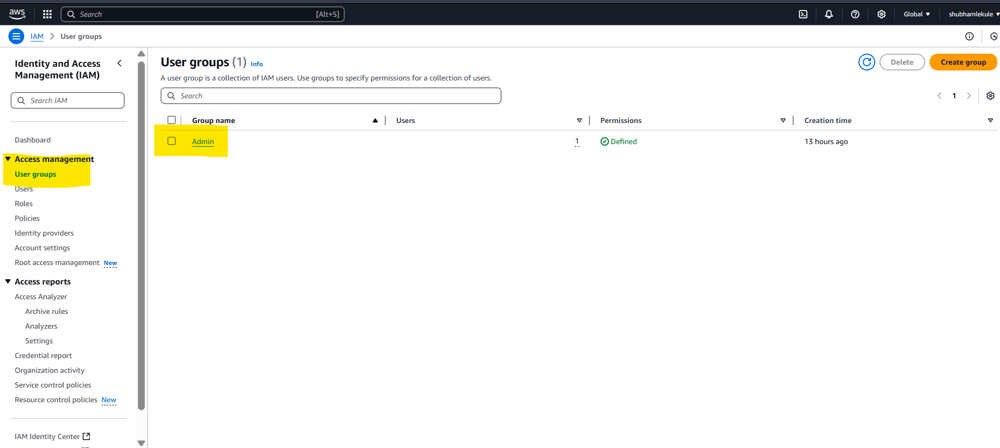 aws
Search [Alt+S]
Global
shubhamlekule
IAM
User groups
Identity and Access
Management (IAM)
Search IAM
Dashboard
Access management
User groups
Users
Roles
Policies
Identity providers
Account settings
Root access management New
Access reports
Access Analyzer
Archive rules
Analyzers
Settings
Credential report
Organization activity
Service control policies
Resource control policies New
IAM Identity Center
User groups (1) Info
Delete
Create group
A user group is a collection of IAM users. Use groups to specify permissions for a collection of users.
Search
1
Group name Users Permissions Creation time
Admin 1 Defined 13 hours ago